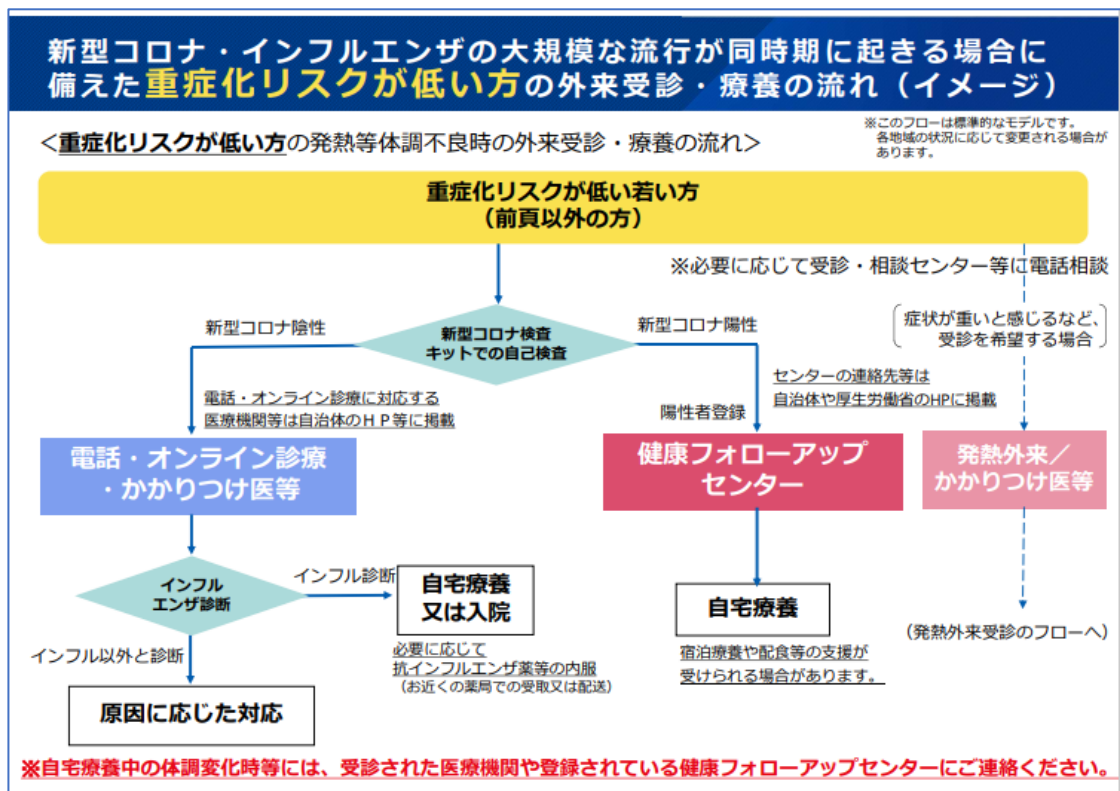 新型コロナ・インフルエンザの大規模な流行が同時期に起きる場合に
備えた重症化リスクが低い方の外来受診・療養の流れ（イメージ）
※このフローは標準的なモデルです。
各地域の状況に応じて変更される場合が
あります。
＜重症化リスクが低い方の発熱等体調不良時の外来受診・療養の流れ＞
重症化リスクが低い若い方
（前頁以外の方）
※必要に応じて受診・相談センター等に電話相談
新型コロナ陰性
新型コロナ検査
キットでの自己検査
新型コロナ陽性
症状が重いと感じるなど、
受診を希望する場合
電話・オンライン診療に対応する
医療機関等は自治体のＨＰ等に掲載
センターの連絡先等は
自治体や厚生労働省のHPに掲載
陽性者登録
電話・オンライン診療
・かかりつけ医等
健康フォローアップ
センター
発熱外来／
かかりつけ医等
インフル
エンザ診断
インフル診断
自宅療養
又は入院
必要に応じて
抗インフルエンザ薬等の内服
（お近くの薬局での受取又は配送）
自宅療養
宿泊療養や配食等の支援が
受けられる場合があります。
（発熱外来受診のフローへ）
インフル以外と診断
原因に応じた対応
※自宅療養中の体調変化時等には、受診された医療機関や登録されている健康フォローアップセンターにご連絡ください。